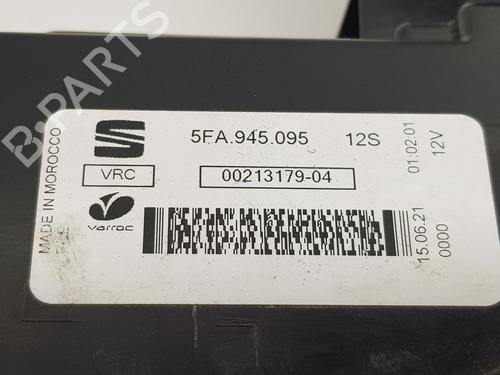 5FA.945.095 12S
VRC 00213179-04
varroc
MADE IN MOROCCO
01:02:01
12V
15.06.21
0000
B-PARTS